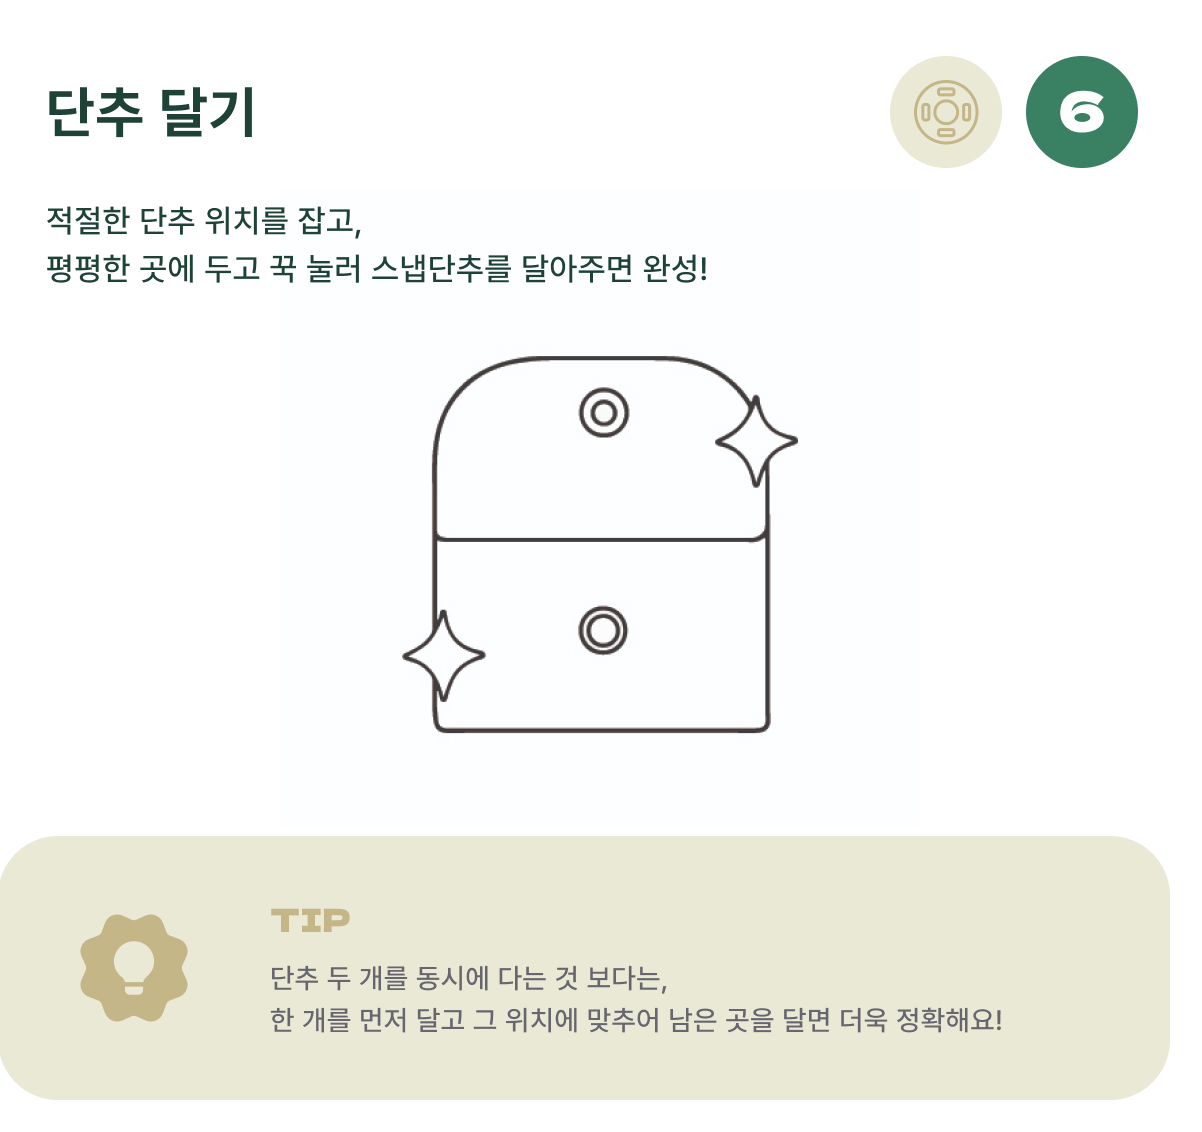 단추 달기
6
적절한 단추 위치를 잡고,
평평한 곳에 두고 꾹 눌러 스냅단추를 달아주면 완성!
TIP
단추 두 개를 동시에 다는 것 보다는,
한 개를 먼저 달고 그 위치에 맞추어 남은 곳을 달면 더욱 정확해요!